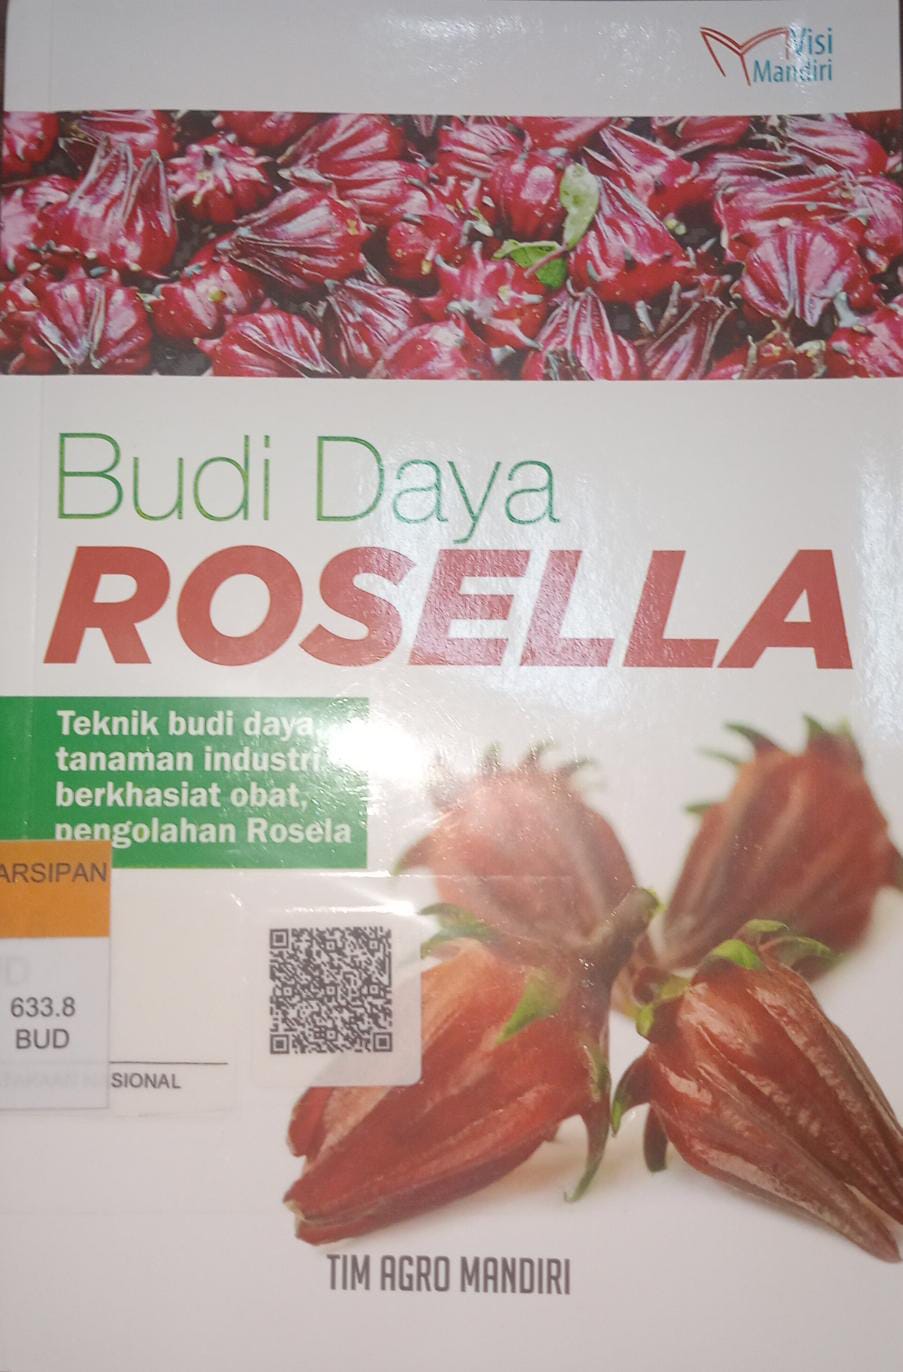 Visi
Mandiri
Budi Daya
ROSELLA
Teknik budi daya,
tanaman industri
berkhasiat obat,
pengolahan Rosela
ARSIPAN
633.8
BUD
SIONAL
TIM AGRO MANDIRI